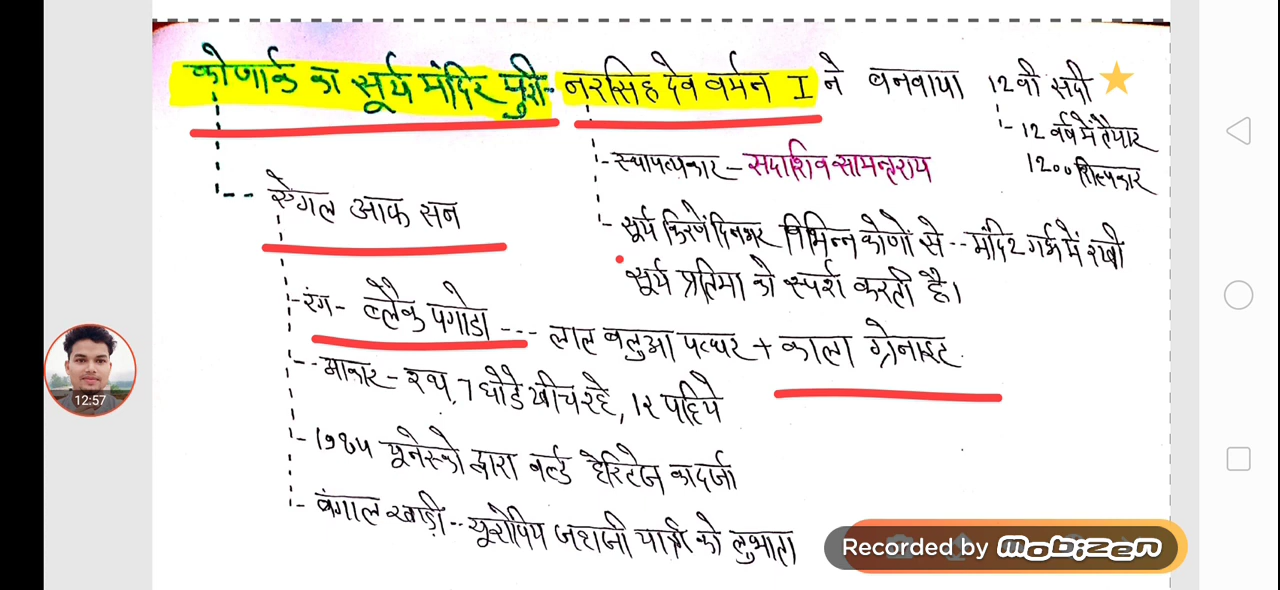 कोणार्क का सूर्य मंदिर पुरी - नरसिंह देव वर्मन I ने बनवाया 12वी सदी
- 12 वर्ष में तैयार
1200 शिल्पकार
- स्थापत्यकार - सदाशिव सामन्तराय
-- ऐंगल आफ सन
- सूर्य किरणें दिनभर विभिन्न कोणों से -- मंदिर गर्भ में रखी
सूर्य प्रतिमा को स्पर्श करती है।
- रंग - ब्लैक पगोडा --- लाल बलुआ पत्थर + काला ग्रेनाइट
- आकार - रथ, 7 घोडे खीच रहे, 12 पहिये
- 1984 यूनेस्को द्वारा वर्ल्ड हेरिटेज का दर्जा
- बंगाल खाड़ी -- यूरोपिय जहाजी यात्री को लुभाता
12:57
Recorded by mobizen